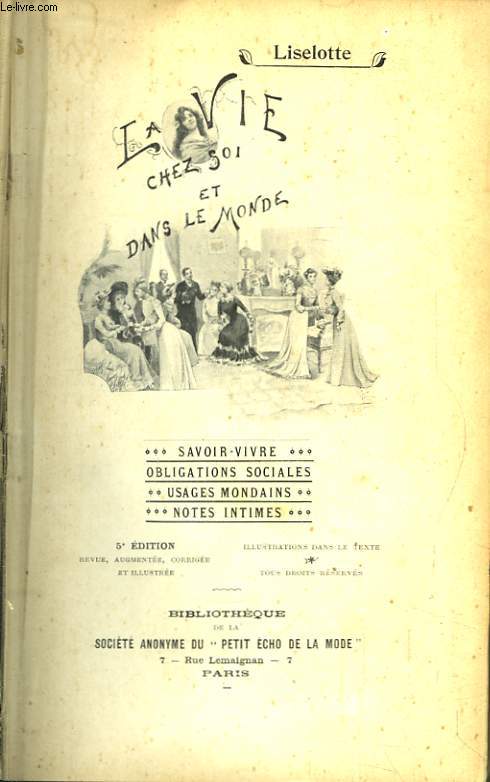 Le-livre.com
Liselotte
LA VIE
CHEZ SOI
ET
DANS LE MONDE
SAVOIR-VIVRE
OBLIGATIONS SOCIALES
USAGES MONDAINS
NOTES INTIMES
5e ÉDITION
REVUE, AUGMENTÉE, CORRIGÉE
ET ILLUSTRÉE
ILLUSTRATIONS DANS LE TEXTE
TOUS DROITS RÉSERVÉS
BIBLIOTHÈQUE
DE LA
SOCIÉTÉ ANONYME DU " PETIT ÉCHO DE LA MODE "
7 — Rue Lemaignan — 7
PARIS